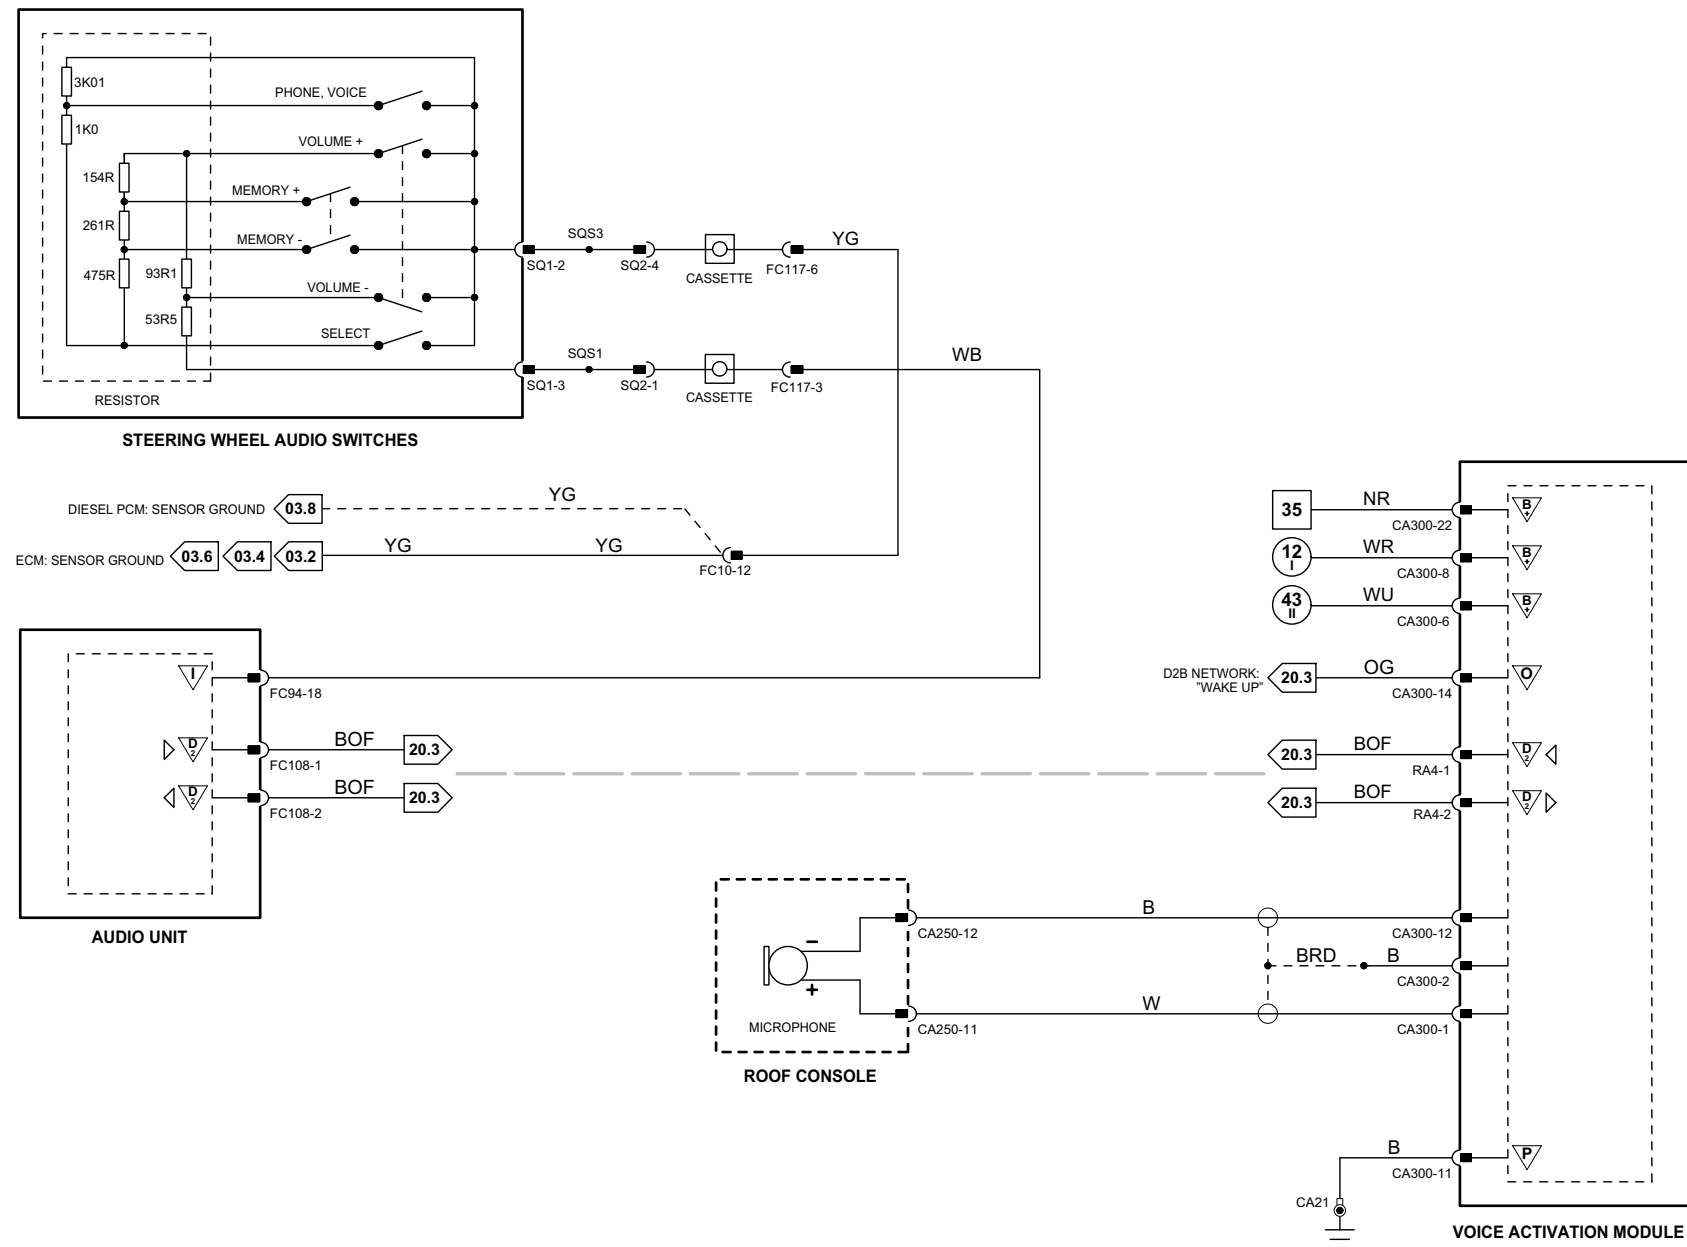 3K01
PHONE, VOICE
1K0
VOLUME +
154R
MEMORY +
261R
MEMORY -
475R
93R1
VOLUME -
53R5
SELECT
RESISTOR
STEERING WHEEL AUDIO SWITCHES
SQ1-2
SQS3
SQ2-4
CASSETTE
FC117-6
YG
SQ1-3
SQS1
SQ2-1
CASSETTE
FC117-3
WB
DIESEL PCM: SENSOR GROUND
03.8
YG
ECM: SENSOR GROUND
03.6
03.4
03.2
YG
YG
FC10-12
AUDIO UNIT
I
FC94-18
D
2
BOF
20.3
FC108-1
D
2
BOF
20.3
FC108-2
35
NR
CA300-22
B
+
12
I
WR
CA300-8
B
+
43
II
WU
CA300-6
B
+
D2B NETWORK:
"WAKE UP"
20.3
OG
CA300-14
O
20.3
BOF
RA4-1
D
2
20.3
BOF
RA4-2
D
2
–
+
MICROPHONE
ROOF CONSOLE
CA250-12
B
CA300-12
BRD
B
CA300-2
CA250-11
W
CA300-1
B
CA300-11
P
CA21
VOICE ACTIVATION MODULE